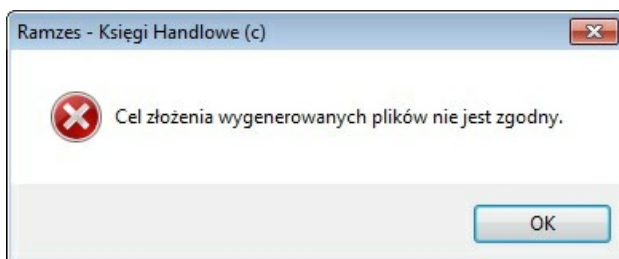 Ramzes - Księgi Handlowe (c)
Cel złożenia wygenerowanych plików nie jest zgodny.
OK